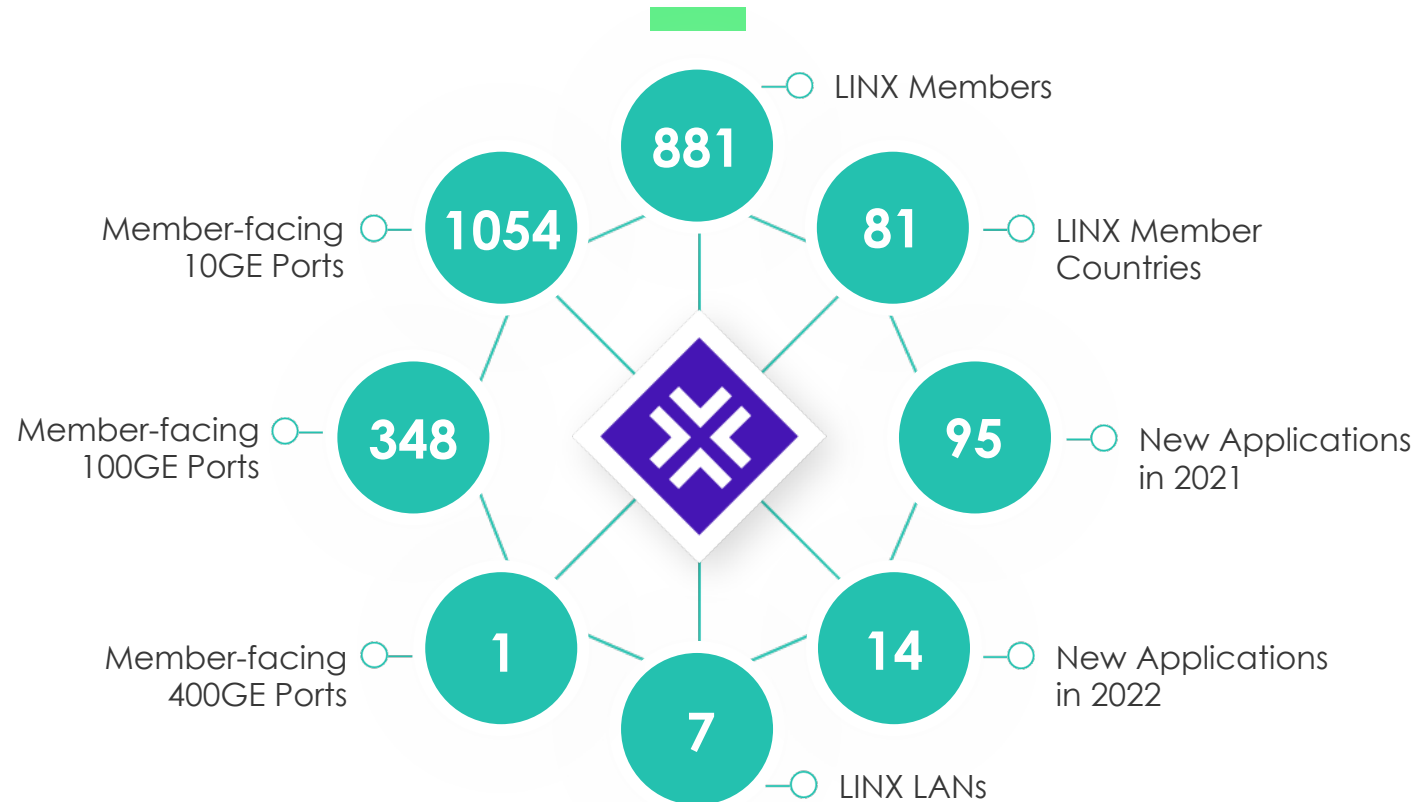 881
LINX Members
81
LINX Member
Countries
95
New Applications
in 2021
14
New Applications
in 2022
7
LINX LANs
1
Member-facing
400GE Ports
348
Member-facing
100GE Ports
1054
Member-facing
10GE Ports